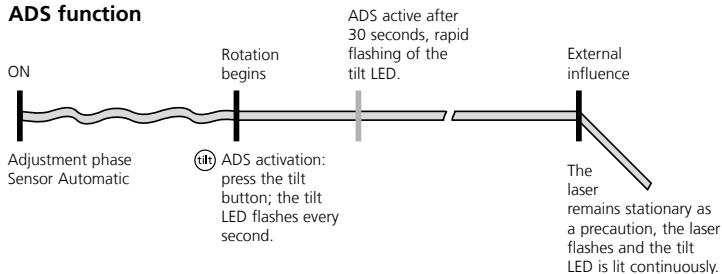 ADS function
ON
Adjustment phase
Sensor Automatic
Rotation
begins
tilt
ADS activation:
press the tilt
button; the tilt
LED flashes every
second.
ADS active after
30 seconds, rapid
flashing of the
tilt LED.
External
influence
The
laser
remains stationary as
a precaution, the laser
flashes and the tilt
LED is lit continuously.